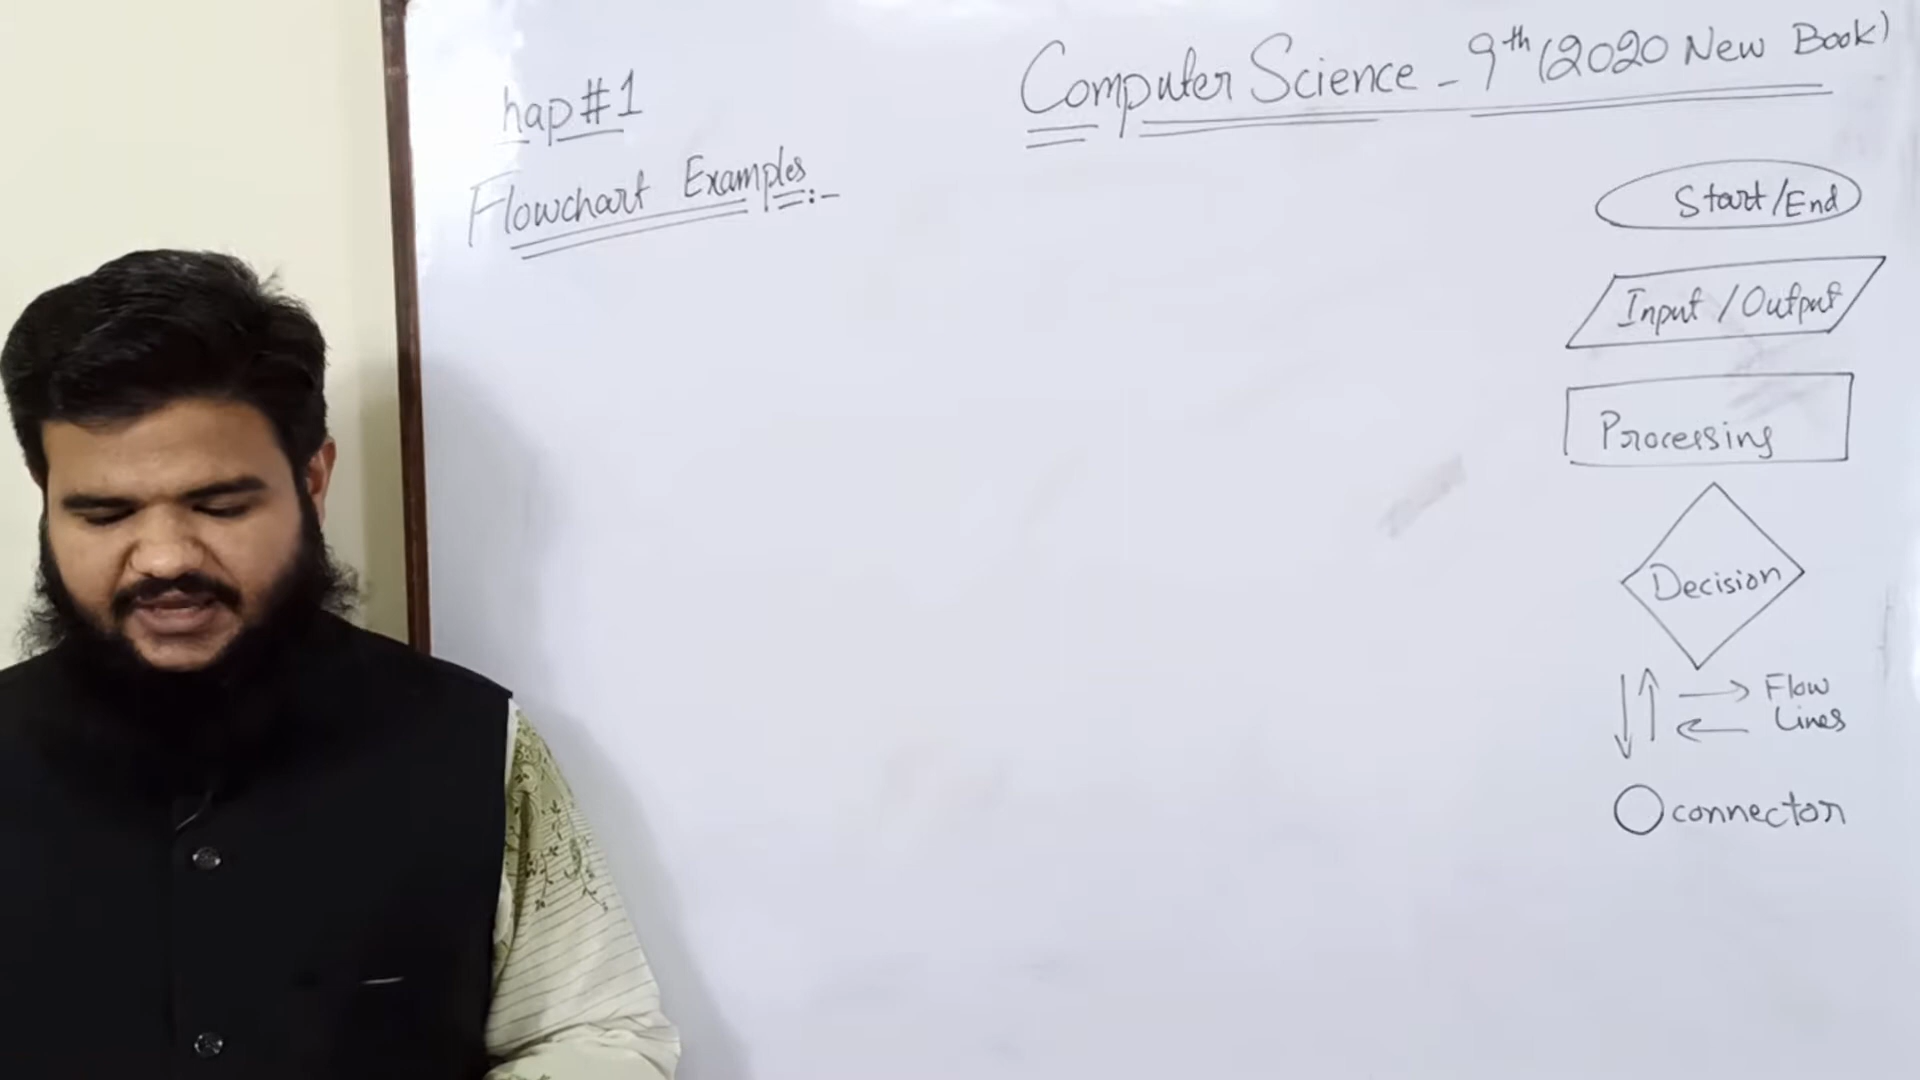 hap#1
Computer Science - 9th (2020 New Book)
Flowchart Examples :-
Start/End
Input / Output
Processing
Decision
Flow
Lines
connector